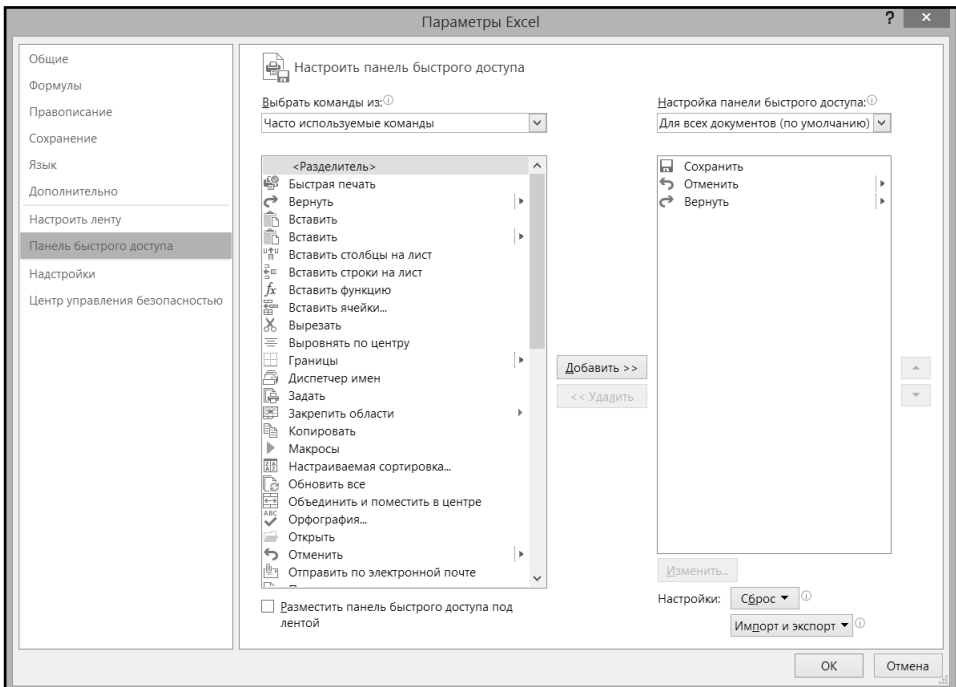 Параметры Excel
?
Общие
Формулы
Правописание
Сохранение
Язык
Дополнительно
Настроить ленту
Панель быстрого доступа
Надстройки
Центр управления безопасностью
Настроить панель быстрого доступа
Выбрать команды из:
Часто используемые команды
<Разделитель>
Быстрая печать
Вернуть
Вставить
Вставить
Вставить столбцы на лист
Вставить строки на лист
fx Вставить функцию
Вставить ячейки...
Вырезать
Выровнять по центру
Границы
Диспетчер имен
Задать
Закрепить области
Копировать
Макросы
Настраиваемая сортировка...
Обновить все
Объединить и поместить в центре
ABC
Орфография...
Открыть
Отменить
Отправить по электронной почте
Разместить панель быстрого доступа под
лентой
Добавить >>
<< Удалить
Настройка панели быстрого доступа:
Для всех документов (по умолчанию)
Сохранить
Отменить
Вернуть
Изменить...
Настройки: Сброс
Импорт и экспорт
ОК Отмена